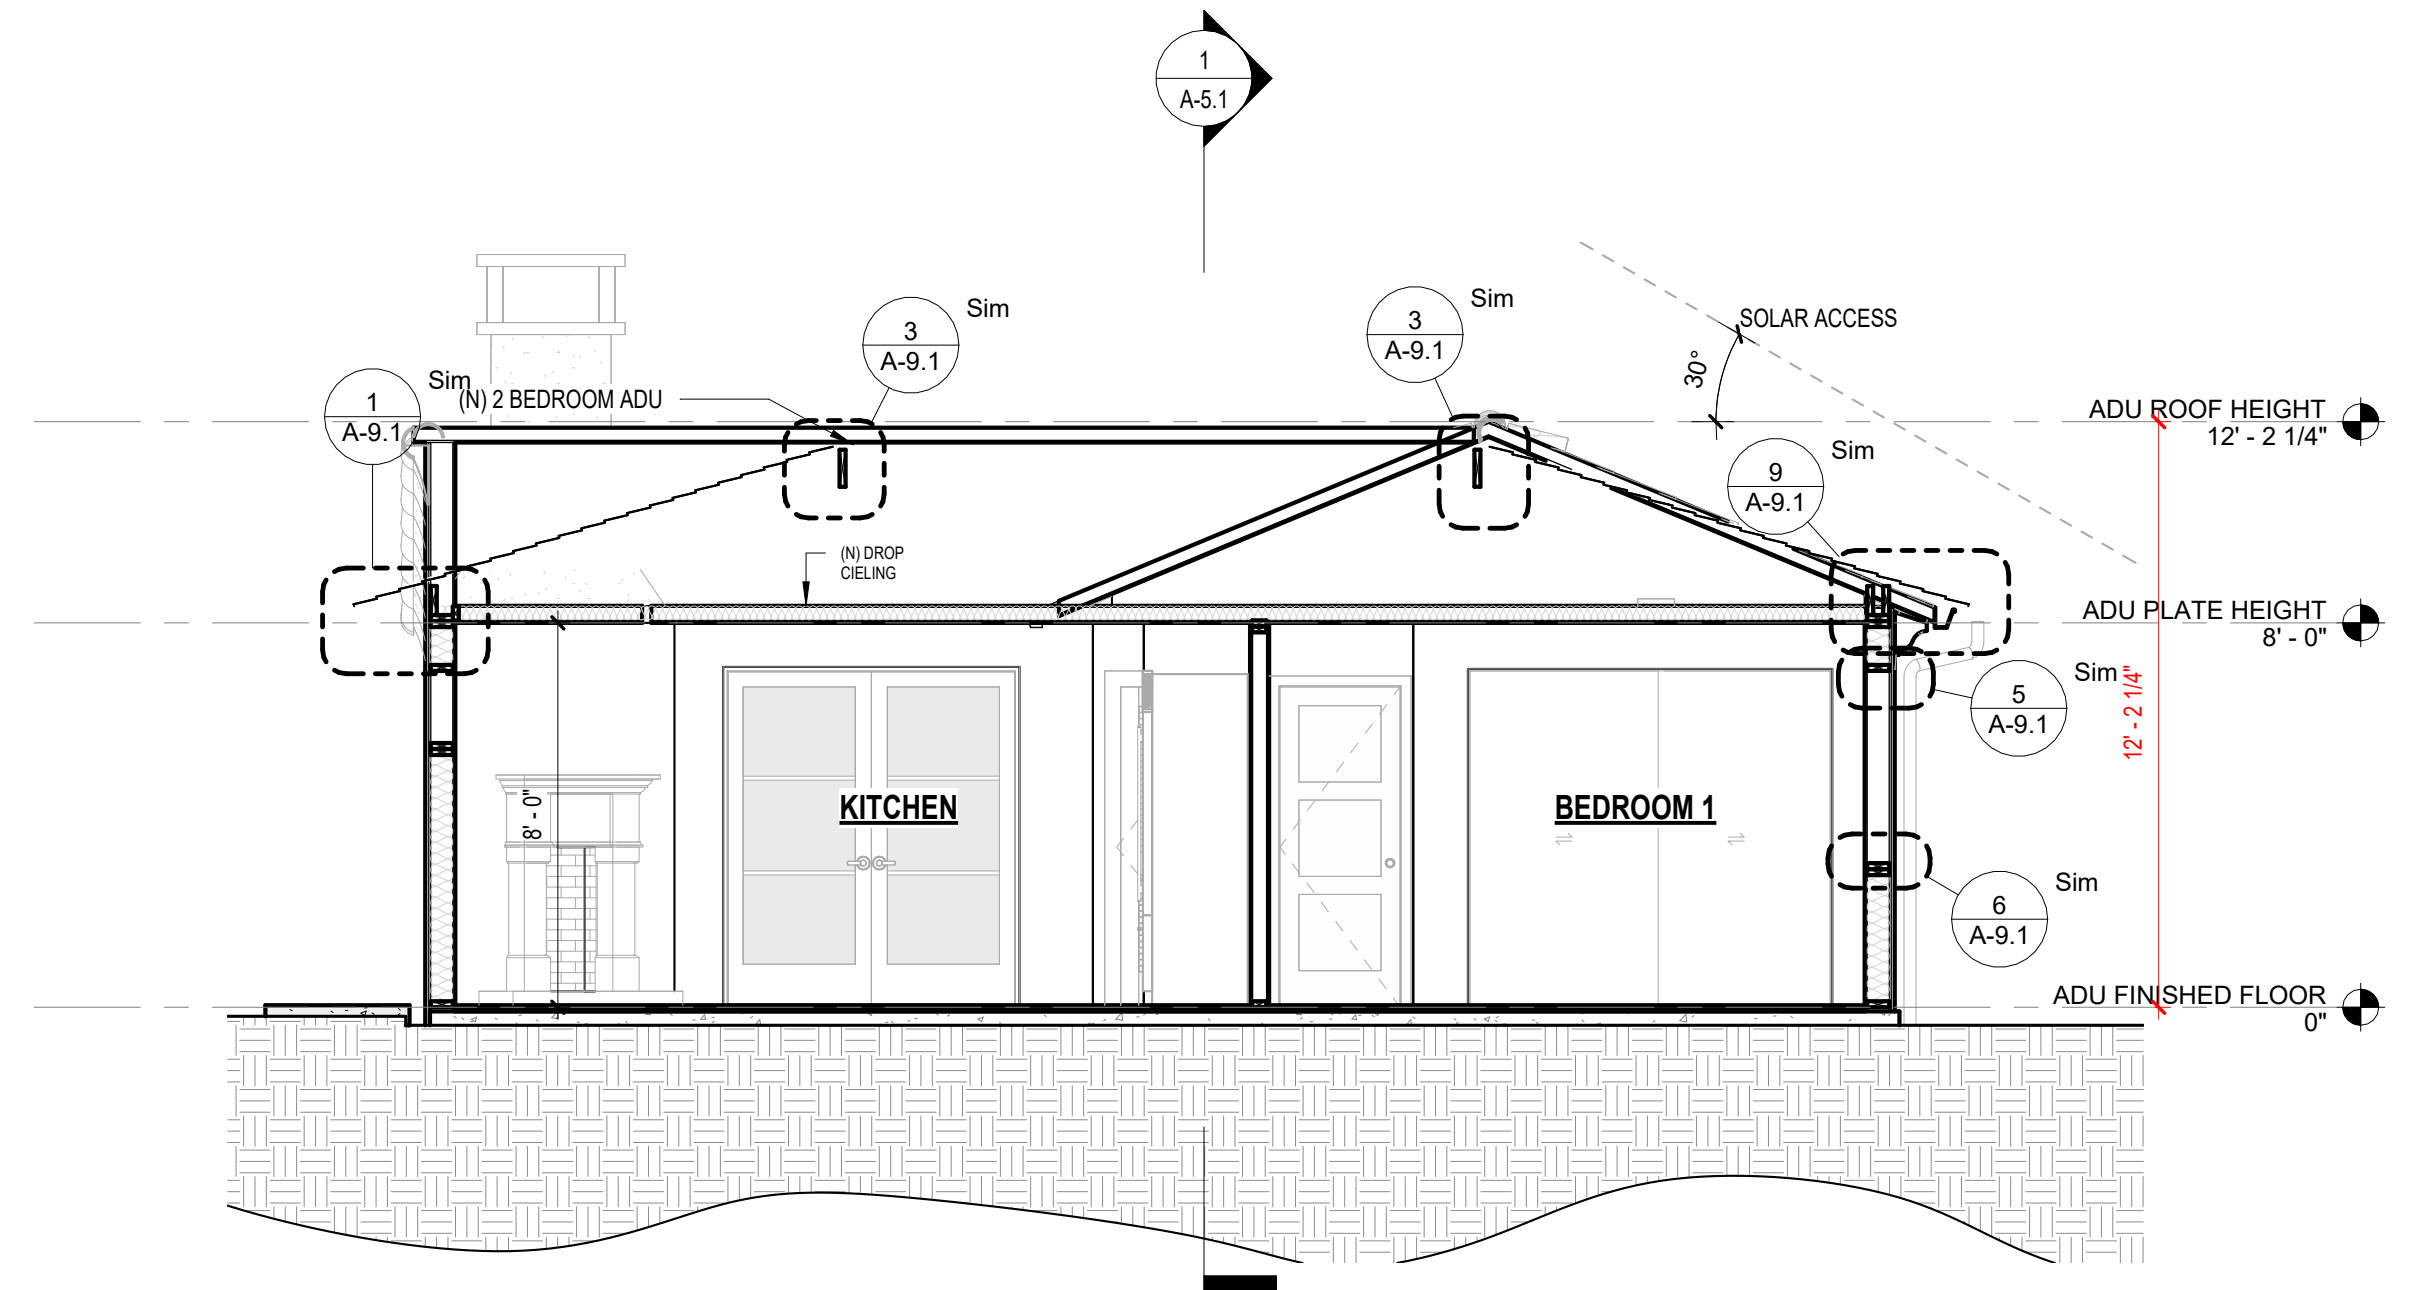 1
A-5.1
Sim
3
A-9.1
Sim
3
A-9.1
SOLAR ACCESS
30°
Sim
1
A-9.1
(N) 2 BEDROOM ADU
ADU ROOF HEIGHT
12' - 2 1/4"
Sim
9
A-9.1
(N) DROP
CIELING
ADU PLATE HEIGHT
8' - 0"
Sim
5
A-9.1
12' - 2 1/4"
8' - 0"
KITCHEN
BEDROOM 1
Sim
6
A-9.1
ADU FINISHED FLOOR
0"